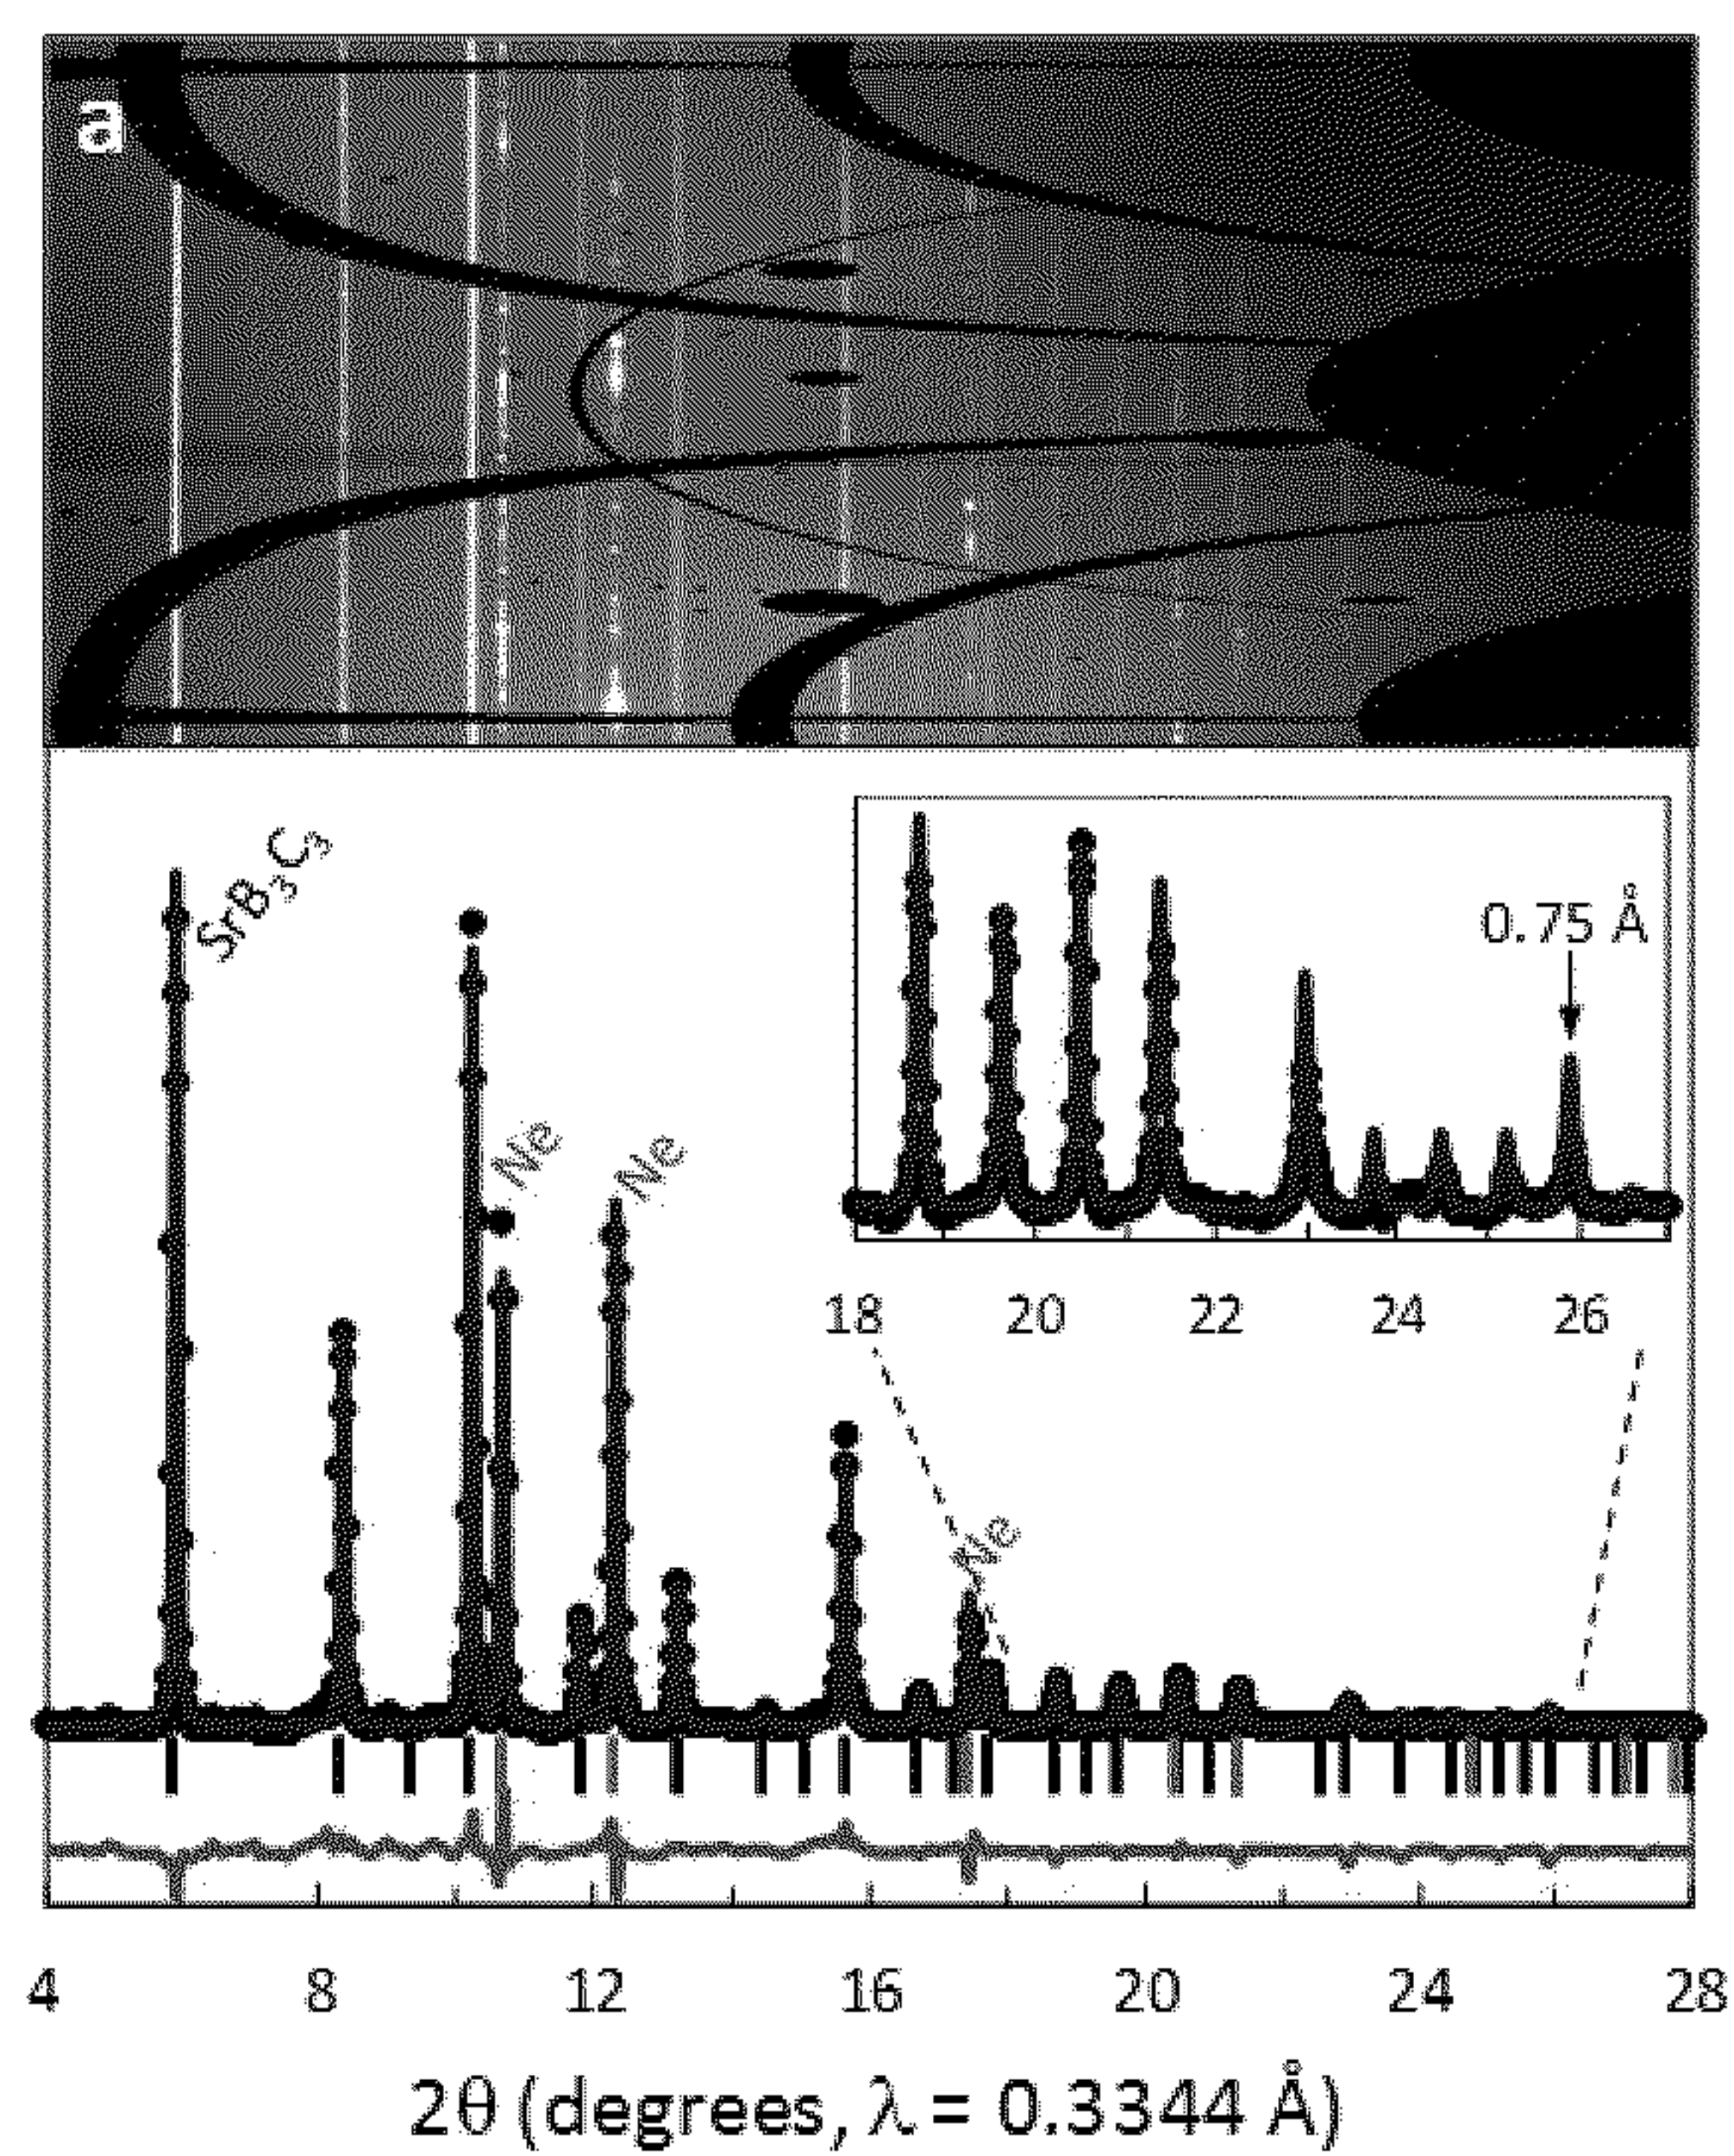 a
SrB₃C₃
0.75 Å
Ne
Ne
18 20 22 24 26
Ne
4 8 12 16 20 24 28
2θ (degrees, λ = 0.3344 Å)